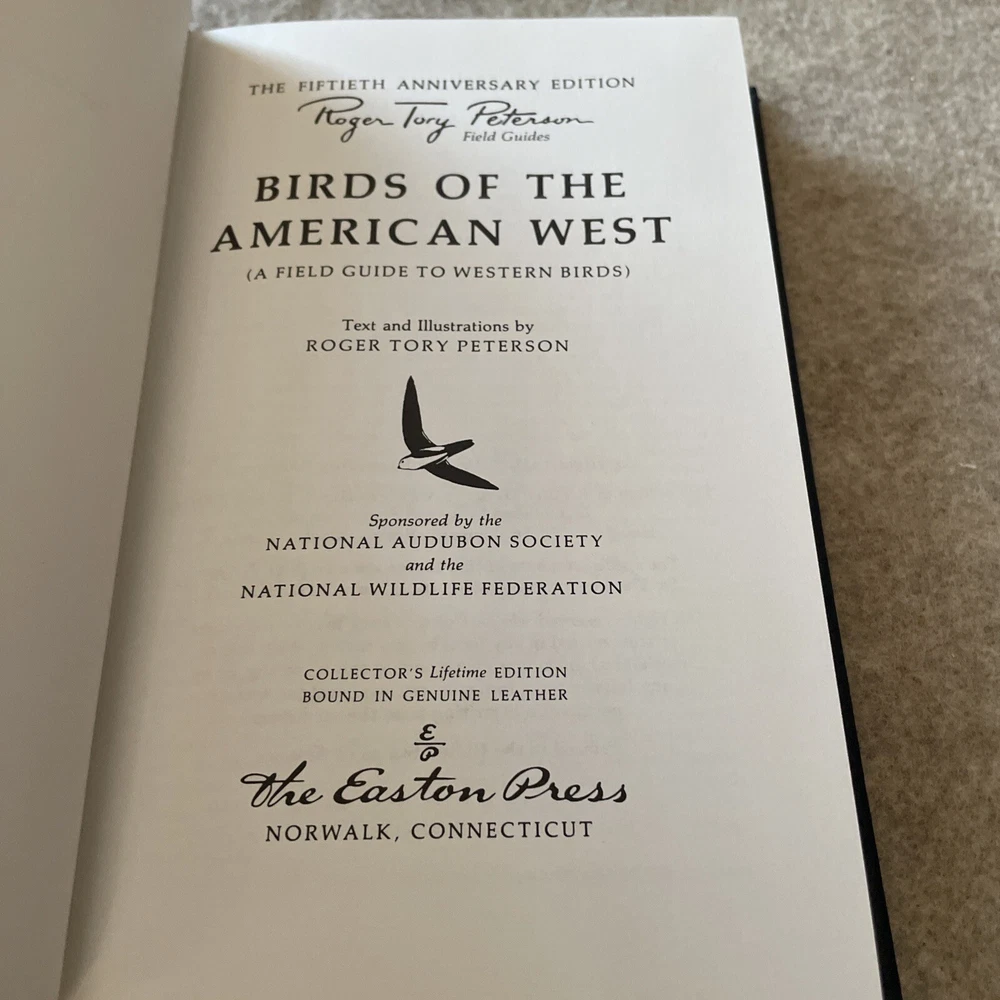 THE FIFTIETH ANNIVERSARY EDITION
Roger Tory Peterson
Field Guides
BIRDS OF THE
AMERICAN WEST
(A FIELD GUIDE TO WESTERN BIRDS)
Text and Illustrations by
ROGER TORY PETERSON
Sponsored by the
NATIONAL AUDUBON SOCIETY
and the
NATIONAL WILDLIFE FEDERATION
COLLECTOR'S Lifetime EDITION
BOUND IN GENUINE LEATHER
E
P
The Easton Press
NORWALK, CONNECTICUT